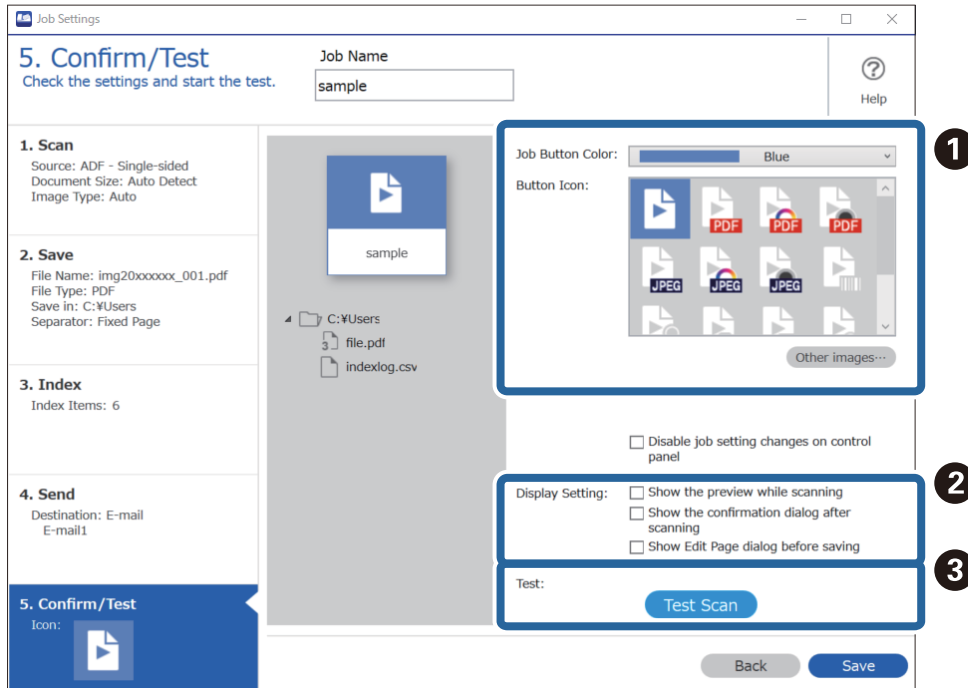 Job Settings
5. Confirm/Test
Check the settings and start the test.
Job Name
sample
Help
1. Scan
Source: ADF - Single-sided
Document Size: Auto Detect
Image Type: Auto
2. Save
File Name: img20xxxxxx_001.pdf
File Type: PDF
Save in: C:¥Users
Separator: Fixed Page
3. Index
Index Items: 6
4. Send
Destination: E-mail
E-mail1
5. Confirm/Test
Icon:
sample
C:¥Users
3
file.pdf
indexlog.csv
1
Job Button Color:
Blue
Button Icon:
PDF
PDF
PDF
JPEG
JPEG
JPEG
Other images···
Disable job setting changes on control
panel
2
Display Setting:
Show the preview while scanning
Show the confirmation dialog after
scanning
Show Edit Page dialog before saving
3
Test:
Test Scan
Back
Save